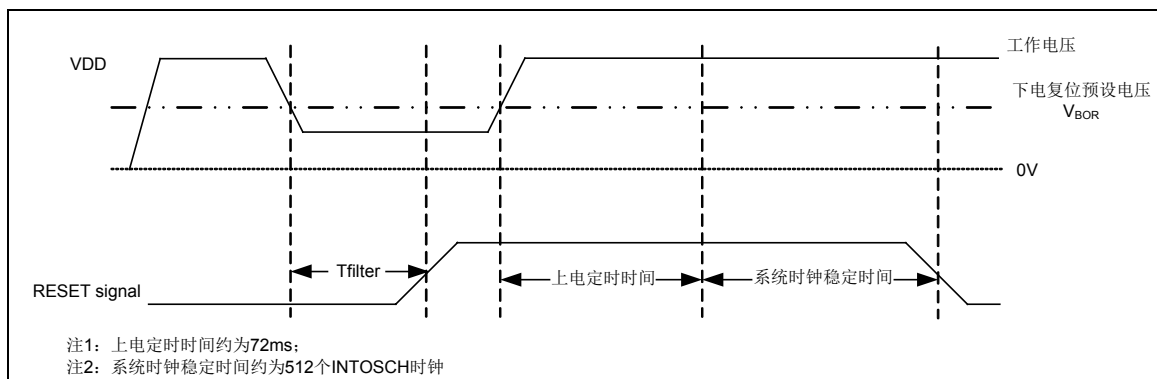 工作电压
VDD
下电复位预设电压
VBOR
0V
Tfilter
上电定时时间
系统时钟稳定时间
RESET signal
注1：上电定时时间约为72ms；
注2：系统时钟稳定时间约为512个INTOSCH时钟